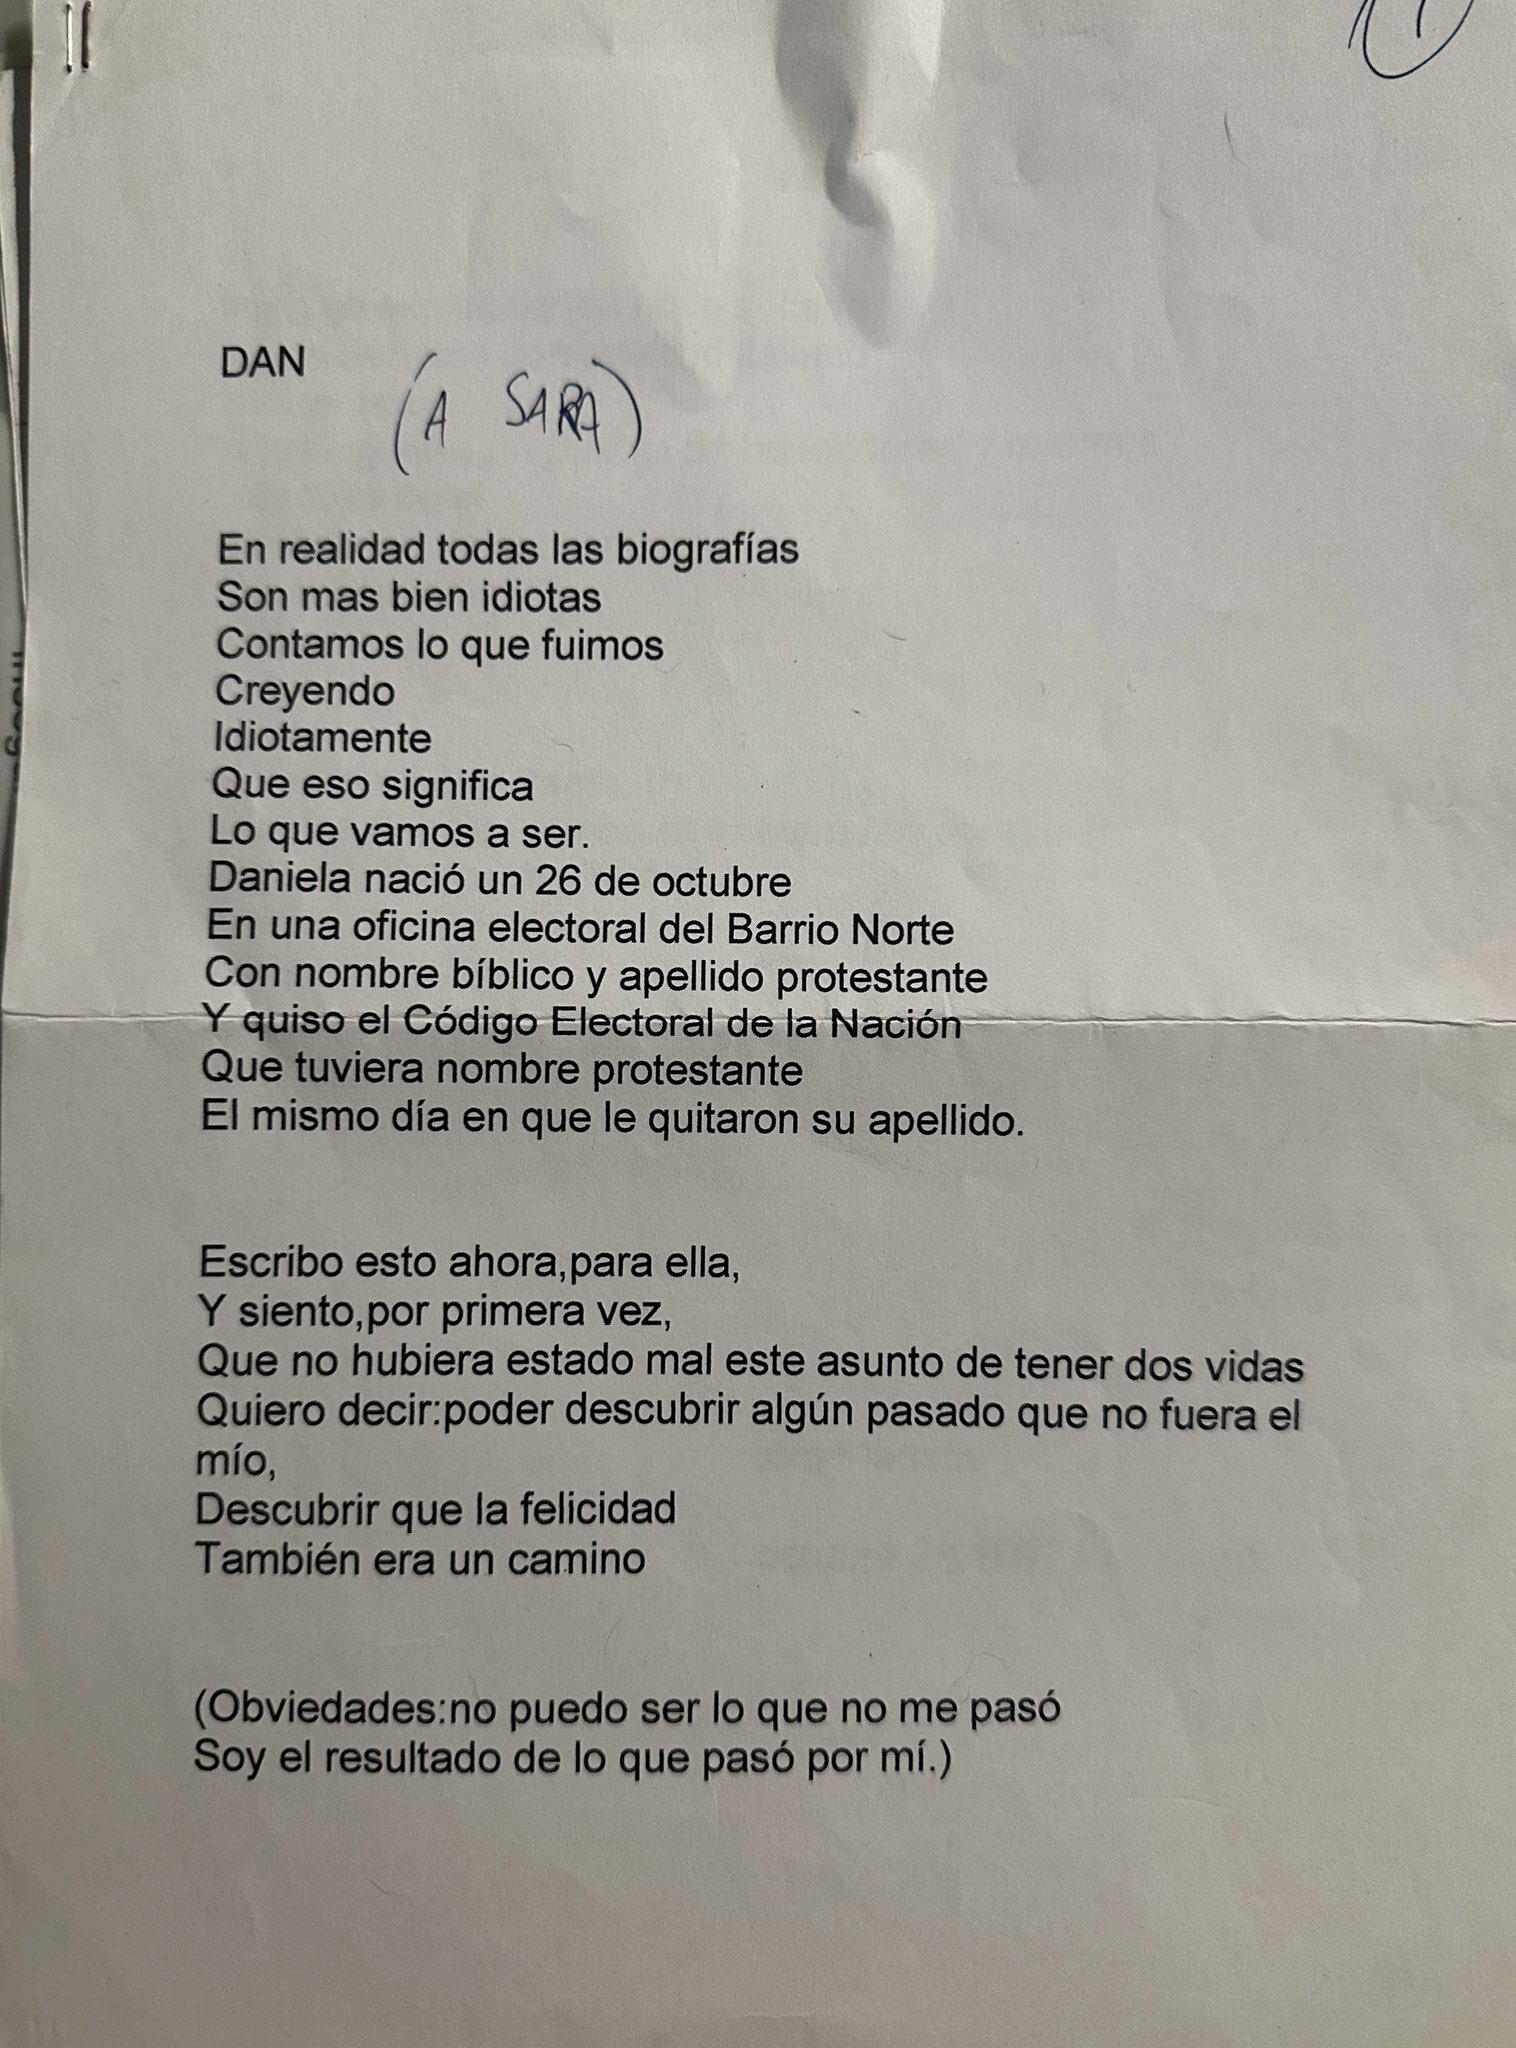 DAN
(A SARA)
En realidad todas las biografías
Son mas bien idiotas
Contamos lo que fuimos
Creyendo
Idiotamente
Que eso significa
Lo que vamos a ser.
Daniela nació un 26 de octubre
En una oficina electoral del Barrio Norte
Con nombre bíblico y apellido protestante
Y quiso el Código Electoral de la Nación
Que tuviera nombre protestante
El mismo día en que le quitaron su apellido.
Escribo esto ahora,para ella,
Y siento,por primera vez,
Que no hubiera estado mal este asunto de tener dos vidas
Quiero decir:poder descubrir algún pasado que no fuera el
mío,
Descubrir que la felicidad
También era un camino
(Obviedades:no puedo ser lo que no me pasó
Soy el resultado de lo que pasó por mí.)